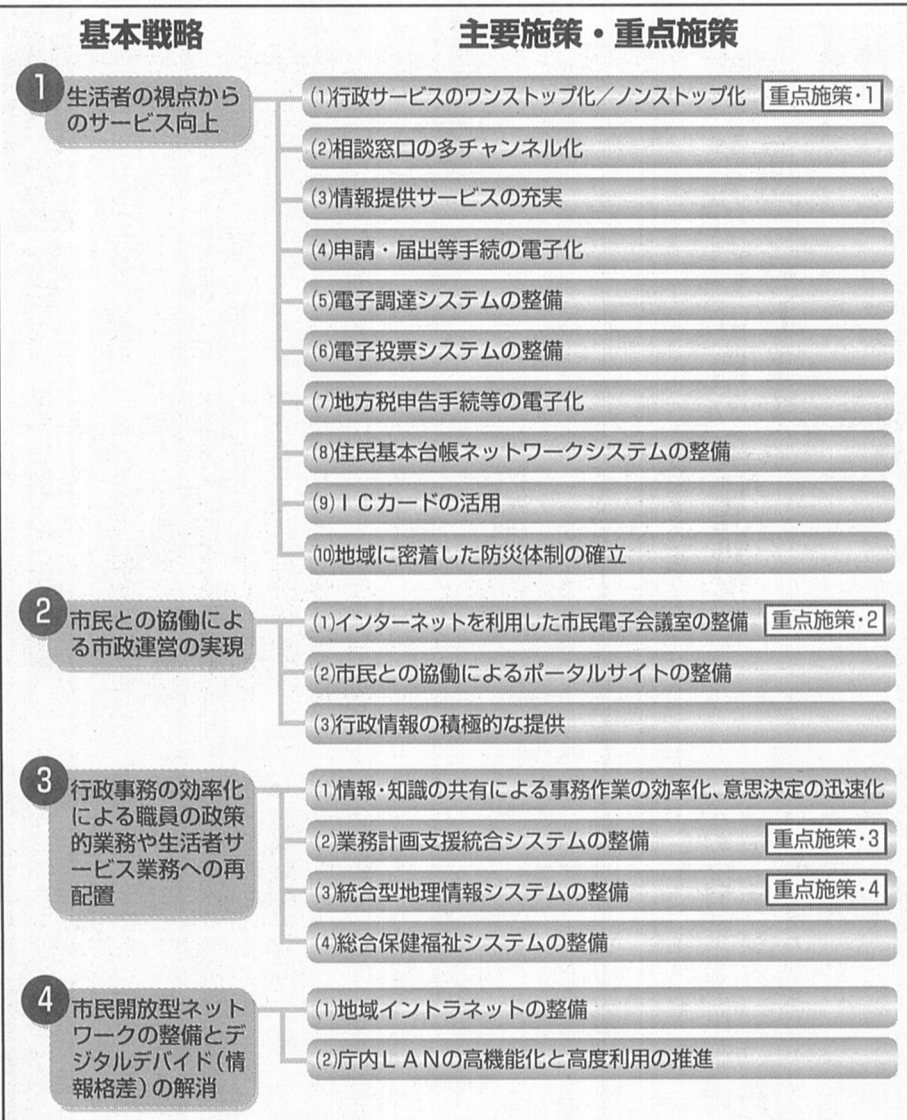 基本戦略
主要施策・重点施策
1
生活者の視点から
のサービス向上
(1)行政サービスのワンストップ化／ノンストップ化 重点施策・1
(2)相談窓口の多チャンネル化
(3)情報提供サービスの充実
(4)申請・届出等手続の電子化
(5)電子調達システムの整備
(6)電子投票システムの整備
(7)地方税申告手続等の電子化
(8)住民基本台帳ネットワークシステムの整備
(9)ＩＣカードの活用
(10)地域に密着した防災体制の確立
2
市民との協働によ
る市政運営の実現
(1)インターネットを利用した市民電子会議室の整備 重点施策・2
(2)市民との協働によるポータルサイトの整備
(3)行政情報の積極的な提供
3
行政事務の効率化
による職員の政策
的業務や生活者サ
ービス業務への再
配置
(1)情報・知識の共有による事務作業の効率化、意思決定の迅速化
(2)業務計画支援統合システムの整備 重点施策・3
(3)統合型地理情報システムの整備 重点施策・4
(4)総合保健福祉システムの整備
4
市民開放型ネット
ワークの整備とデ
ジタルデバイド（情
報格差）の解消
(1)地域イントラネットの整備
(2)庁内ＬＡＮの高機能化と高度利用の推進